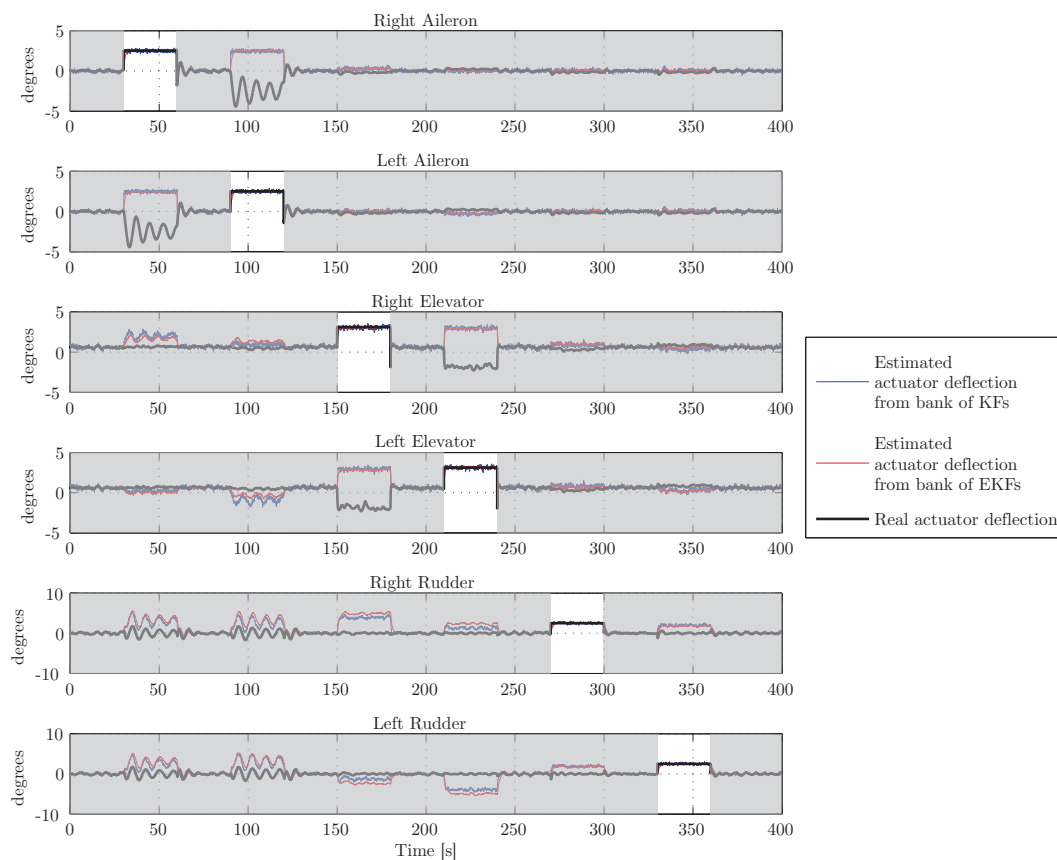 Right Aileron
5
0
-5
degrees
0 50 100 150 200 250 300 350 400
Left Aileron
5
0
-5
degrees
0 50 100 150 200 250 300 350 400
Right Elevator
5
0
-5
degrees
0 50 100 150 200 250 300 350 400
Left Elevator
5
0
-5
degrees
0 50 100 150 200 250 300 350 400
Right Rudder
10
0
-10
degrees
0 50 100 150 200 250 300 350 400
Left Rudder
10
0
-10
degrees
0 50 100 150 200 250 300 350 400
Time [s]
Estimated
actuator deflection
from bank of KFs
Estimated
actuator deflection
from bank of EKFs
Real actuator deflection